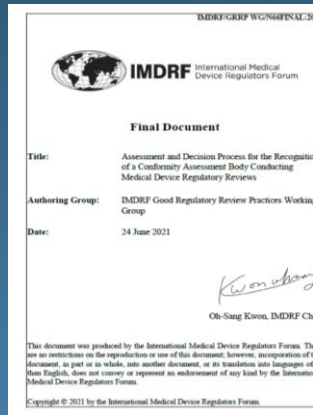 IMDRF/GRRP WG/N66FINAL:20
IMDRF International Medical
Device Regulators Forum
Final Document
Title: Assessment and Decision Process for the Recognitio
of a Conformity Assessment Body Conducting
Medical Device Regulatory Reviews
Authoring Group: IMDRF Good Regulatory Review Practices Working
Group
Date: 24 June 2021
Oh-Sang Kwon, IMDRF Ch
This document was produced by the International Medical Device Regulators Forum. The
are no restrictions on the reproduction or use of this document; however, incorporation of t
document, in part or in whole, into another document, or its translation into languages oth
than English, does not convey or represent an endorsement of any kind by the Internation
Medical Device Regulators Forum.
Copyright © 2021 by the International Medical Device Regulators Forum.